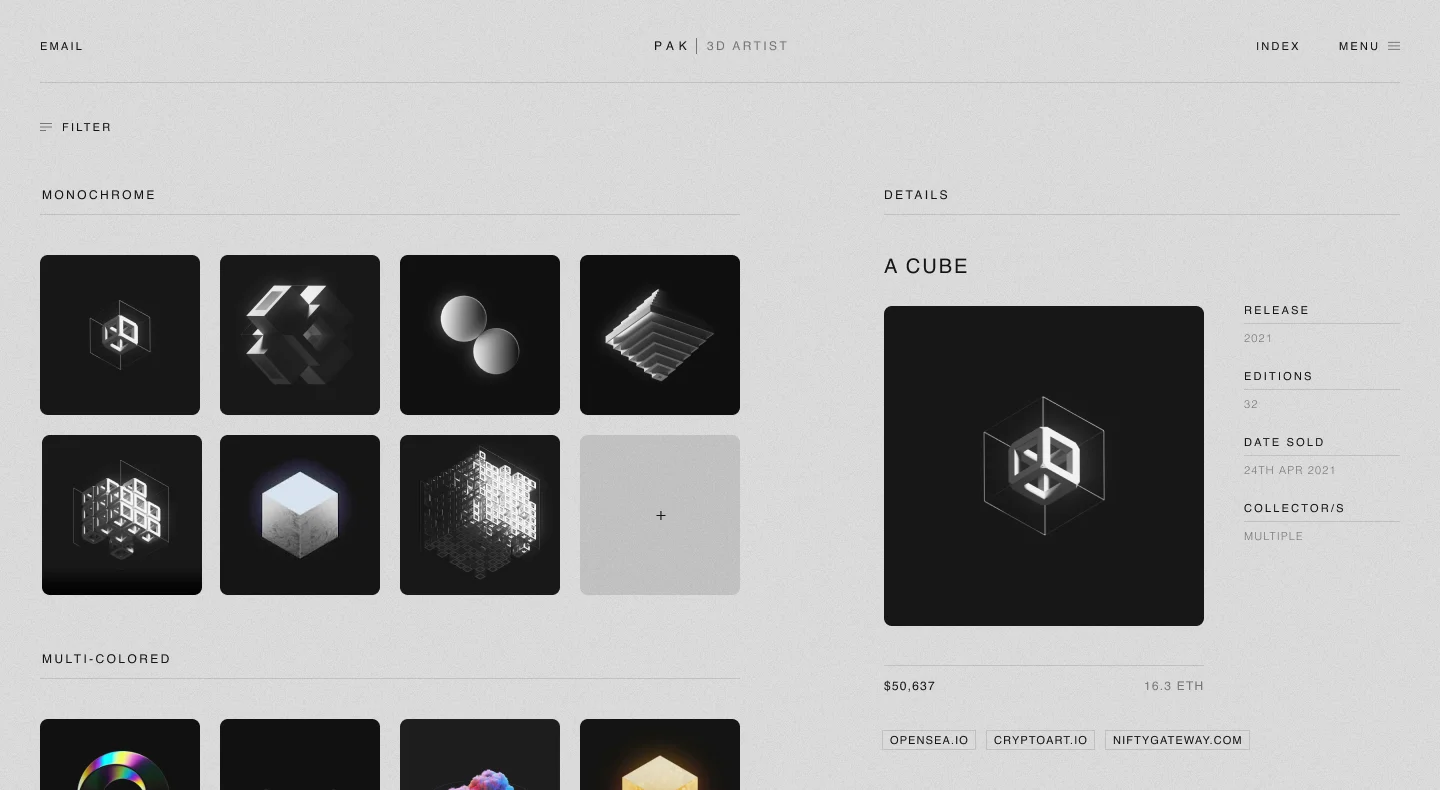 EMAIL
PAK | 3D ARTIST
INDEX
MENU
FILTER
MONOCHROME
+
MULTI-COLORED
DETAILS
A CUBE
RELEASE
2021
EDITIONS
32
DATE SOLD
24TH APR 2021
COLLECTOR/S
MULTIPLE
$50,637
16.3 ETH
OPENSEA.IO
CRYPTOART.IO
NIFTYGATEWAY.COM